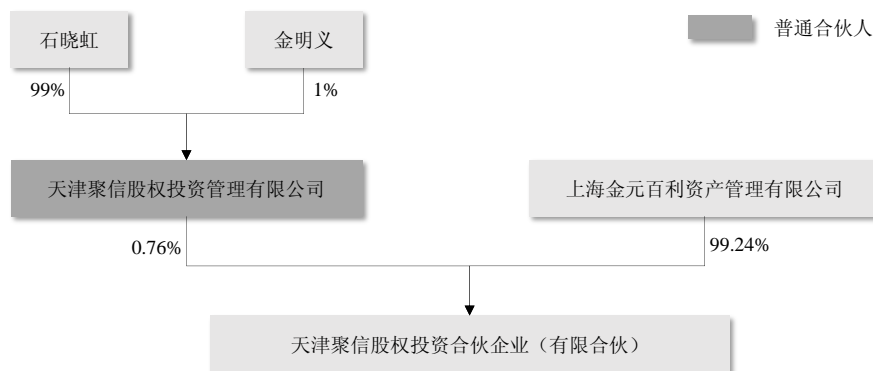 石晓虹
金明义
普通合伙人
99%
1%
天津聚信股权投资管理有限公司
上海金元百利资产管理有限公司
0.76%
99.24%
天津聚信股权投资合伙企业（有限合伙）